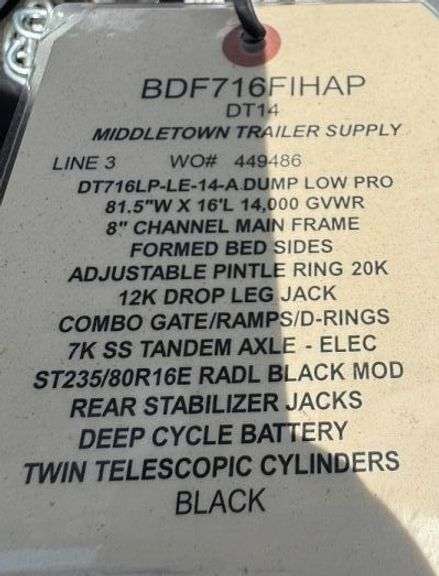 BDF716FIHAP
DT14
MIDDLETOWN TRAILER SUPPLY
LINE 3 WO# 449486
DT716LP-LE-14-A DUMP LOW PRO
81.5"W X 16'L 14,000 GVWR
8" CHANNEL MAIN FRAME
FORMED BED SIDES
ADJUSTABLE PINTLE RING 20K
12K DROP LEG JACK
COMBO GATE/RAMPS/D-RINGS
7K SS TANDEM AXLE - ELEC
ST235/80R16E RADL BLACK MOD
REAR STABILIZER JACKS
DEEP CYCLE BATTERY
TWIN TELESCOPIC CYLINDERS
BLACK